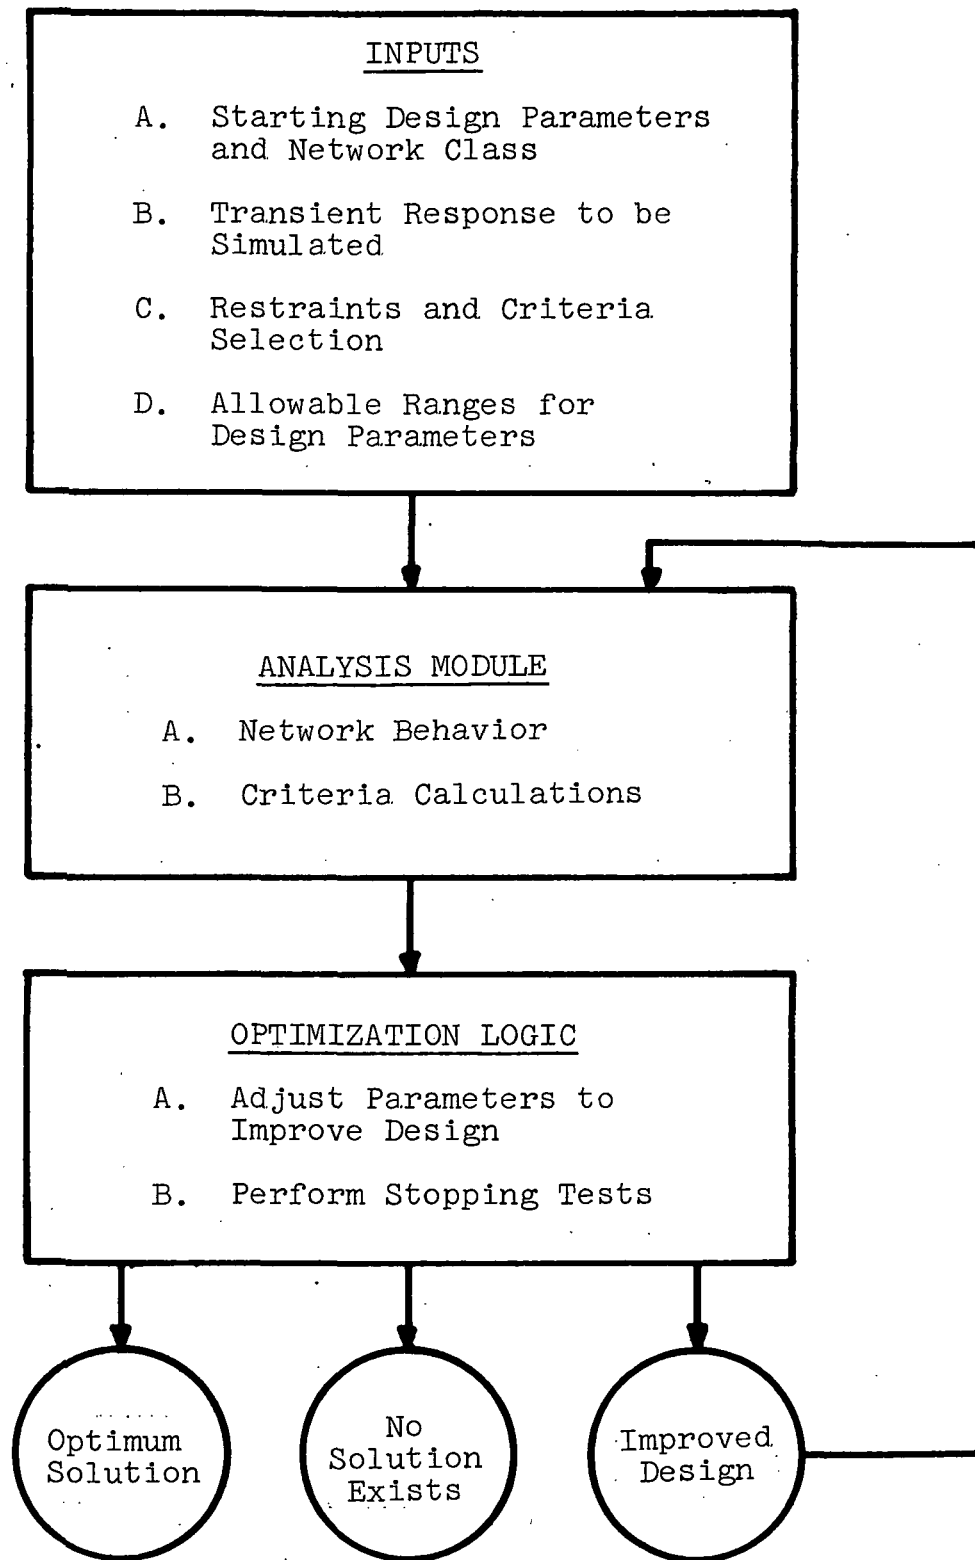 INPUTS
A. Starting Design Parameters
and Network Class
B. Transient Response to be
Simulated
C. Restraints and Criteria
Selection
D. Allowable Ranges for
Design Parameters
ANALYSIS MODULE
A. Network Behavior
B. Criteria Calculations
OPTIMIZATION LOGIC
A. Adjust Parameters to
Improve Design
B. Perform Stopping Tests
Optimum
Solution
No
Solution
Exists
Improved
Design